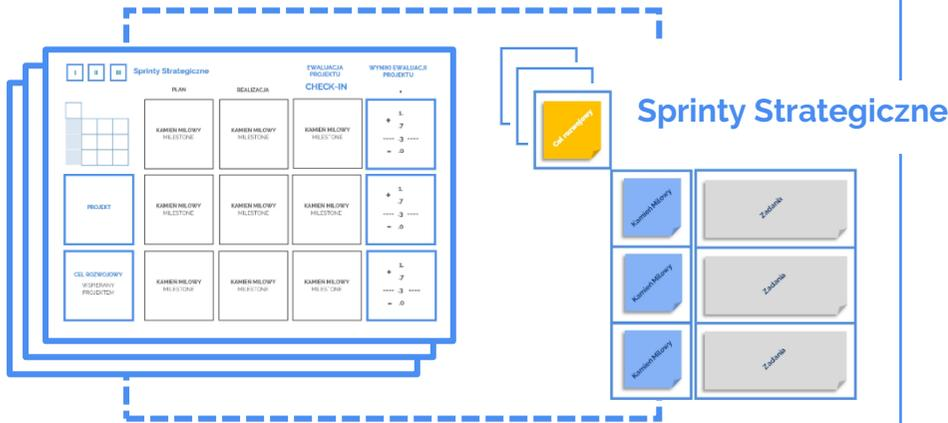 I II III Sprinty Strategiczne
EWALUACJA
PROJEKTU
CHECK-IN
WYNIKI EWALUACJI
PROJEKTU
PLAN
REALIZACJA
KAMIEŃ MILOWY
MILESTONE
KAMIEŃ MILOWY
MILESTONE
KAMIEŃ MILOWY
MILESTONE
1.
+ .7
---- .3 ----
- .0
PROJEKT
KAMIEŃ MILOWY
MILESTONE
KAMIEŃ MILOWY
MILESTONE
KAMIEŃ MILOWY
MILESTONE
1.
+ .7
---- .3 ----
- .0
CEL ROZWOJOWY
WSPIERANY
PROJEKTEM
KAMIEŃ MILOWY
MILESTONE
KAMIEŃ MILOWY
MILESTONE
KAMIEŃ MILOWY
MILESTONE
1.
+ .7
---- .3 ----
- .0
Sprinty Strategiczne
Cel rozwojowy
Kamień Milowy
Zadania
Kamień Milowy
Zadania
Kamień Milowy
Zadania